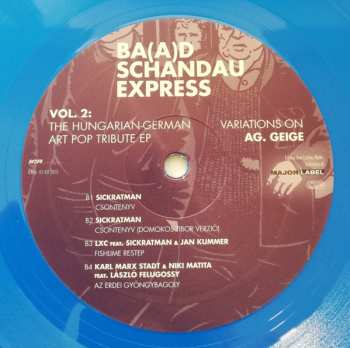 BA(A)D
SCHANDAU
EXPRESS
VOL. 2:
THE HUNGARIAN-GERMAN
ART POP TRIBUTE EP
VARIATIONS ON
AG. GEIGE
MAJOR LABEL
B1 SICKRATMAN
CSONTENYV
B2 SICKRATMAN
CSONTENYV (DOMOKOS TIBOR VERZIÓ)
B3 LXC FEAT. SICKRATMAN & JAN KUMMER
FISHLIME RESTEP
B4 KARL MARX STADT & NIKI MATITA
FEAT. LÁSZLÓ FELUGOSSY
AZ ERDEI GYÖNGYBAGOLY